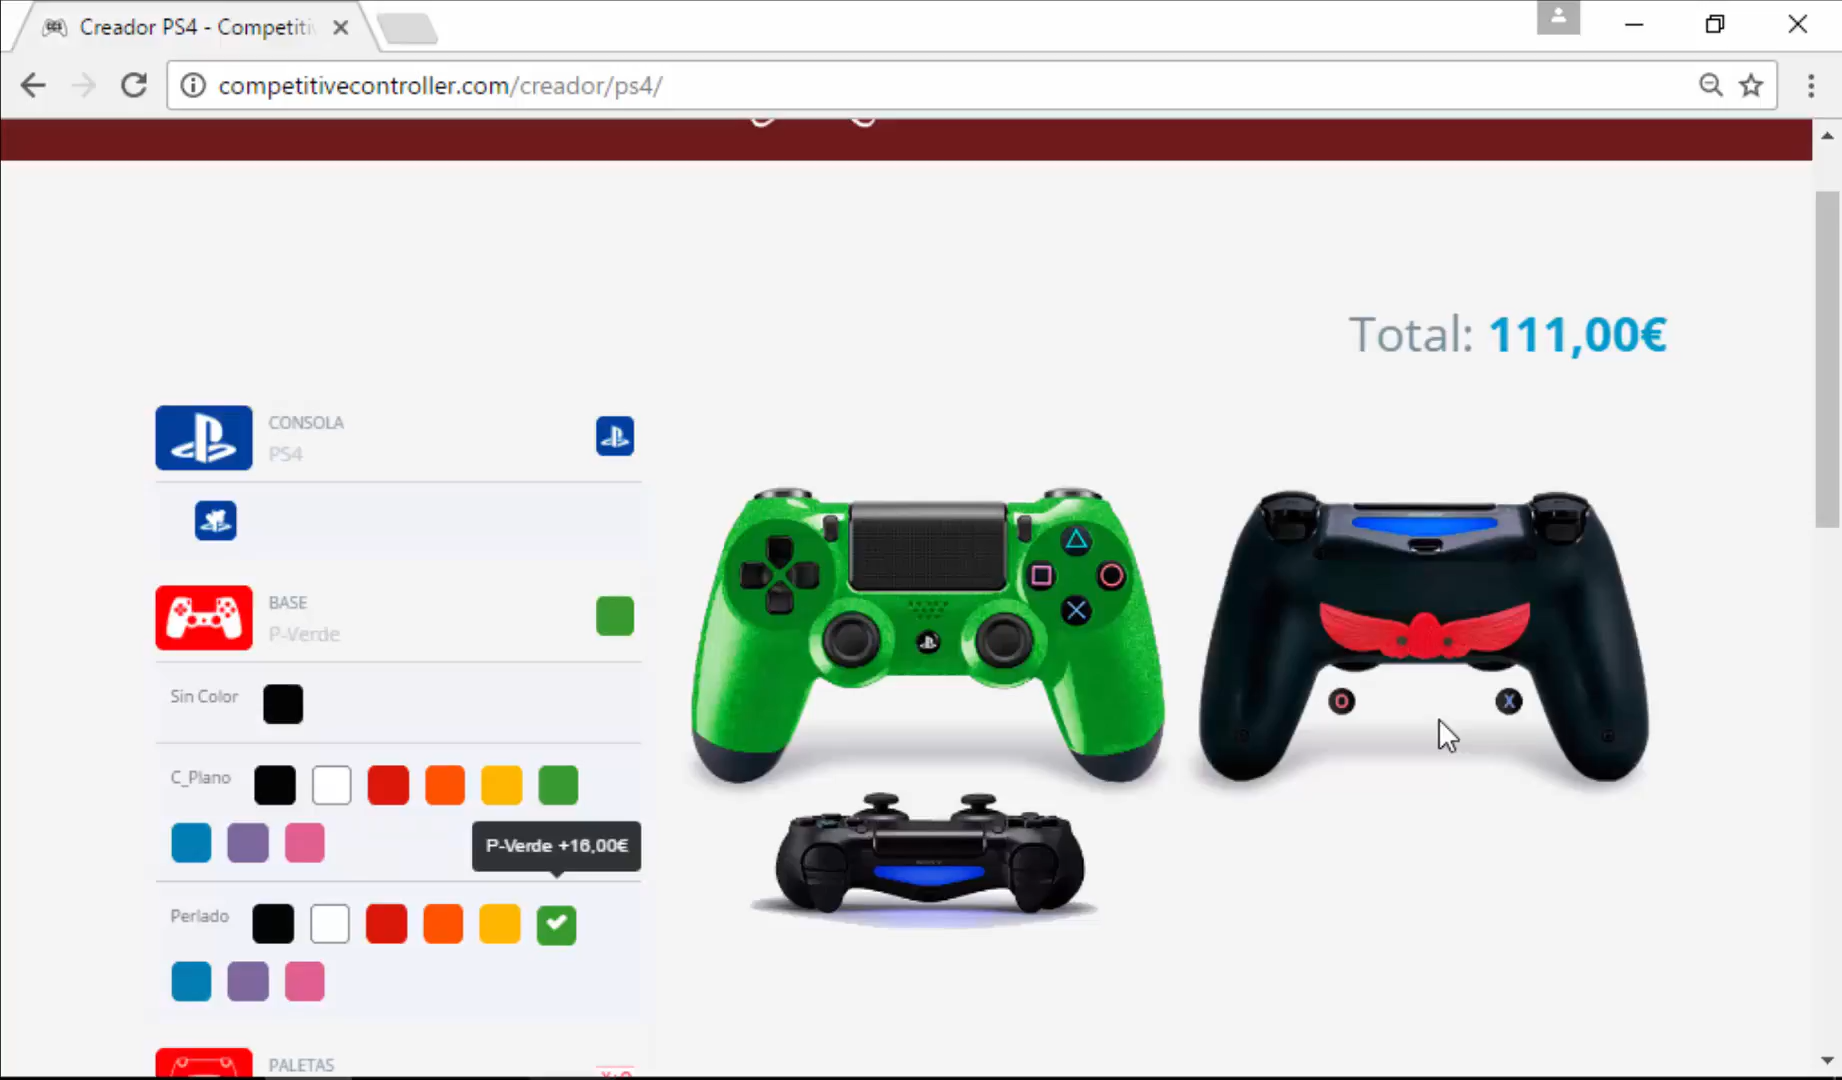 Creador PS4 - Competiti
competitivecontroller.com/creador/ps4/
Total: 111,00€
CONSOLA
PS4
BASE
P-Verde
Sin Color
C_Plano
P-Verde +16,00€
Perlado
PALETAS
O
X
SONY